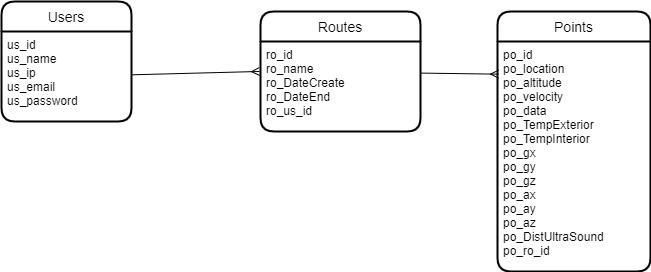 Users
us_id
us_name
us_ip
us_email
us_password
Routes
ro_id
ro_name
ro_DateCreate
ro_DateEnd
ro_us_id
Points
po_id
po_location
po_altitude
po_velocity
po_data
po_TempExterior
po_TempInterior
po_gx
po_gy
po_gz
po_ax
po_ay
po_az
po_DistUltraSound
po_ro_id